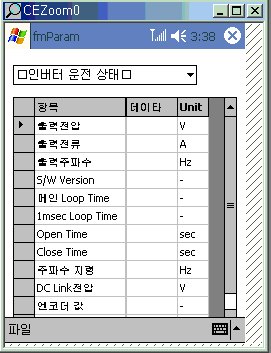 CEZoom0
fmParam 3:38
□인버터 운전 상태□
항목 데이타 Unit
출력전압 V
출력전류 A
출력주파수 Hz
S/W Version -
메인 Loop Time -
1msec Loop Time -
Open Time sec
Close Time sec
주파수 지령 Hz
DC Link전압 V
엔코더 값 -
파일